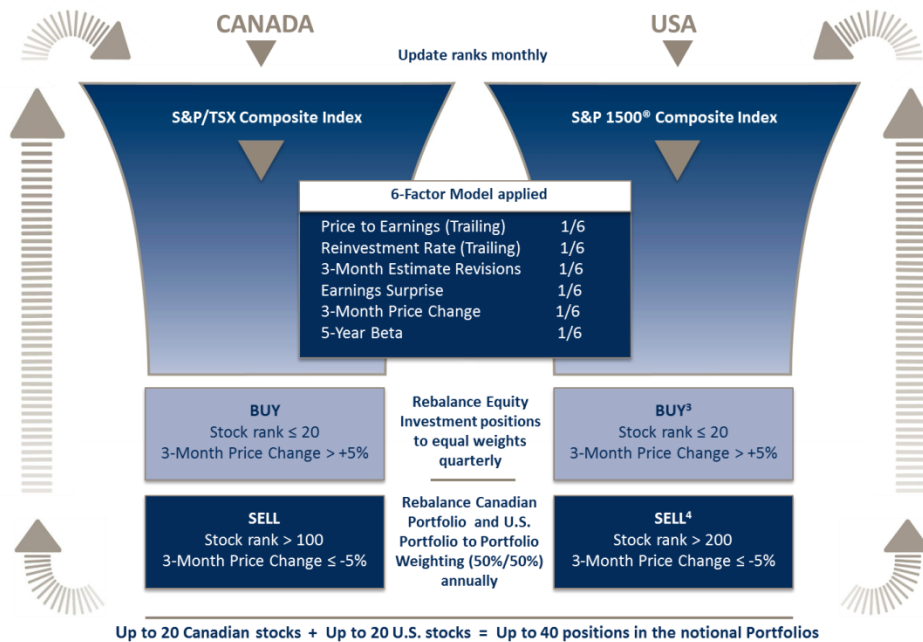 CANADA
USA
Update ranks monthly
S&P/TSX Composite Index
S&P 1500® Composite Index
6-Factor Model applied
Price to Earnings (Trailing) 1/6
Reinvestment Rate (Trailing) 1/6
3-Month Estimate Revisions 1/6
Earnings Surprise 1/6
3-Month Price Change 1/6
5-Year Beta 1/6
BUY
Stock rank ≤ 20
3-Month Price Change > +5%
Rebalance Equity
Investment positions
to equal weights
quarterly
BUY³
Stock rank ≤ 20
3-Month Price Change > +5%
SELL
Stock rank > 100
3-Month Price Change ≤ -5%
Rebalance Canadian
Portfolio and U.S.
Portfolio to Portfolio
Weighting (50%/50%)
annually
SELL⁴
Stock rank > 200
3-Month Price Change ≤ -5%
Up to 20 Canadian stocks + Up to 20 U.S. stocks = Up to 40 positions in the notional Portfolios